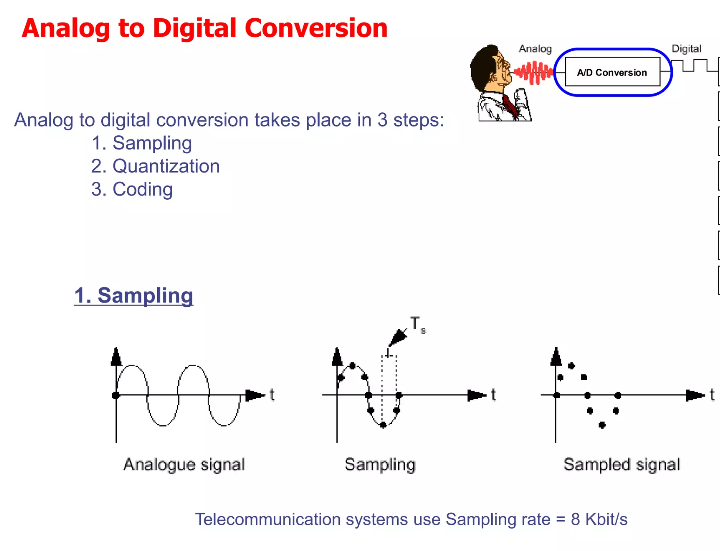 Analog to Digital Conversion
Analog
Digital
A/D Conversion
Analog to digital conversion takes place in 3 steps:
1. Sampling
2. Quantization
3. Coding
1. Sampling
Ts
t
t
t
Analogue signal
Sampling
Sampled signal
Telecommunication systems use Sampling rate = 8 Kbit/s